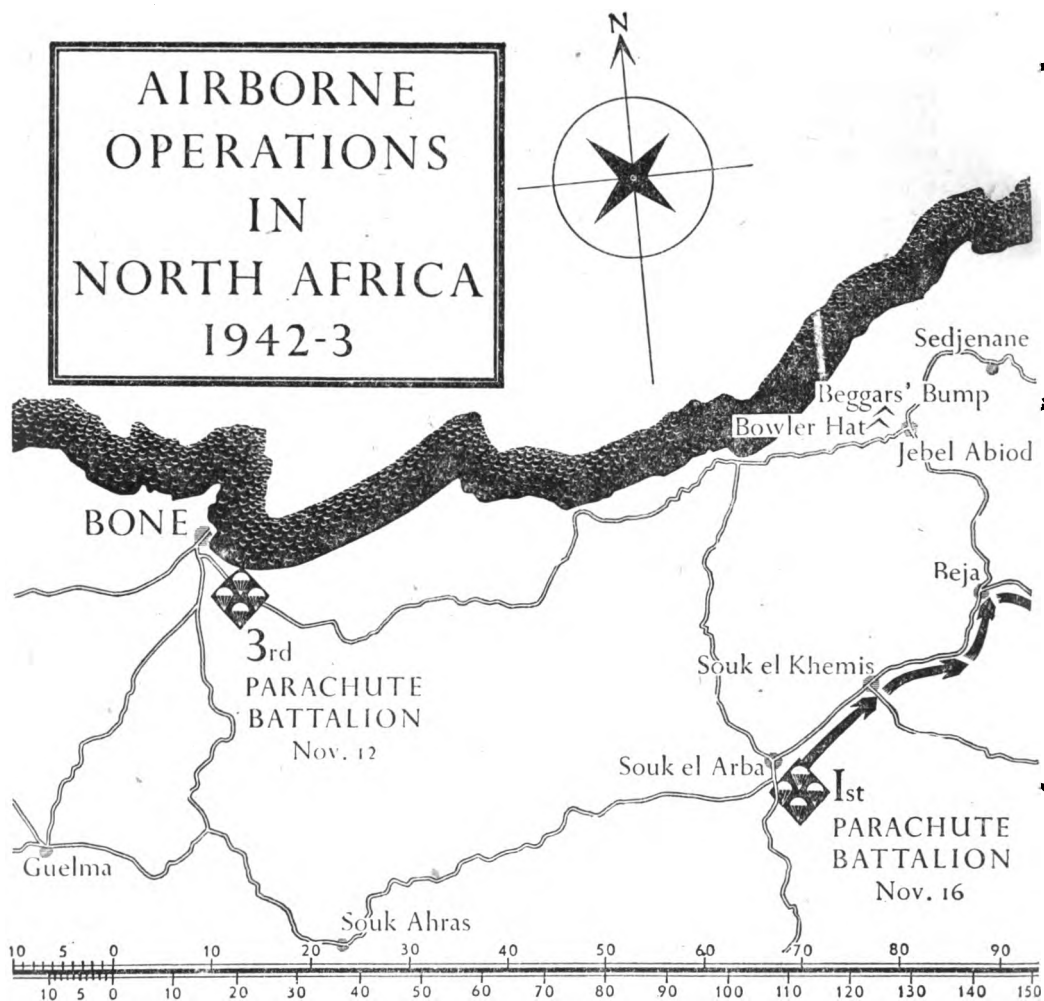 AIRBORNE
OPERATIONS
IN
NORTH AFRICA
1942-3
N
Sedjenane
Beggars' Bump
Bowler Hat
Jebel Abiod
BONE
Beja
3rd
PARACHUTE
BATTALION
Nov. 12
Souk el Khemis
Souk el Arba
1st
PARACHUTE
BATTALION
Nov. 16
Guelma
Souk Ahras
10 5 0 10 20 30 40 50 60 70 80 90
10 5 0 10 20 30 40 50 60 70 80 90 100 110 120 130 150